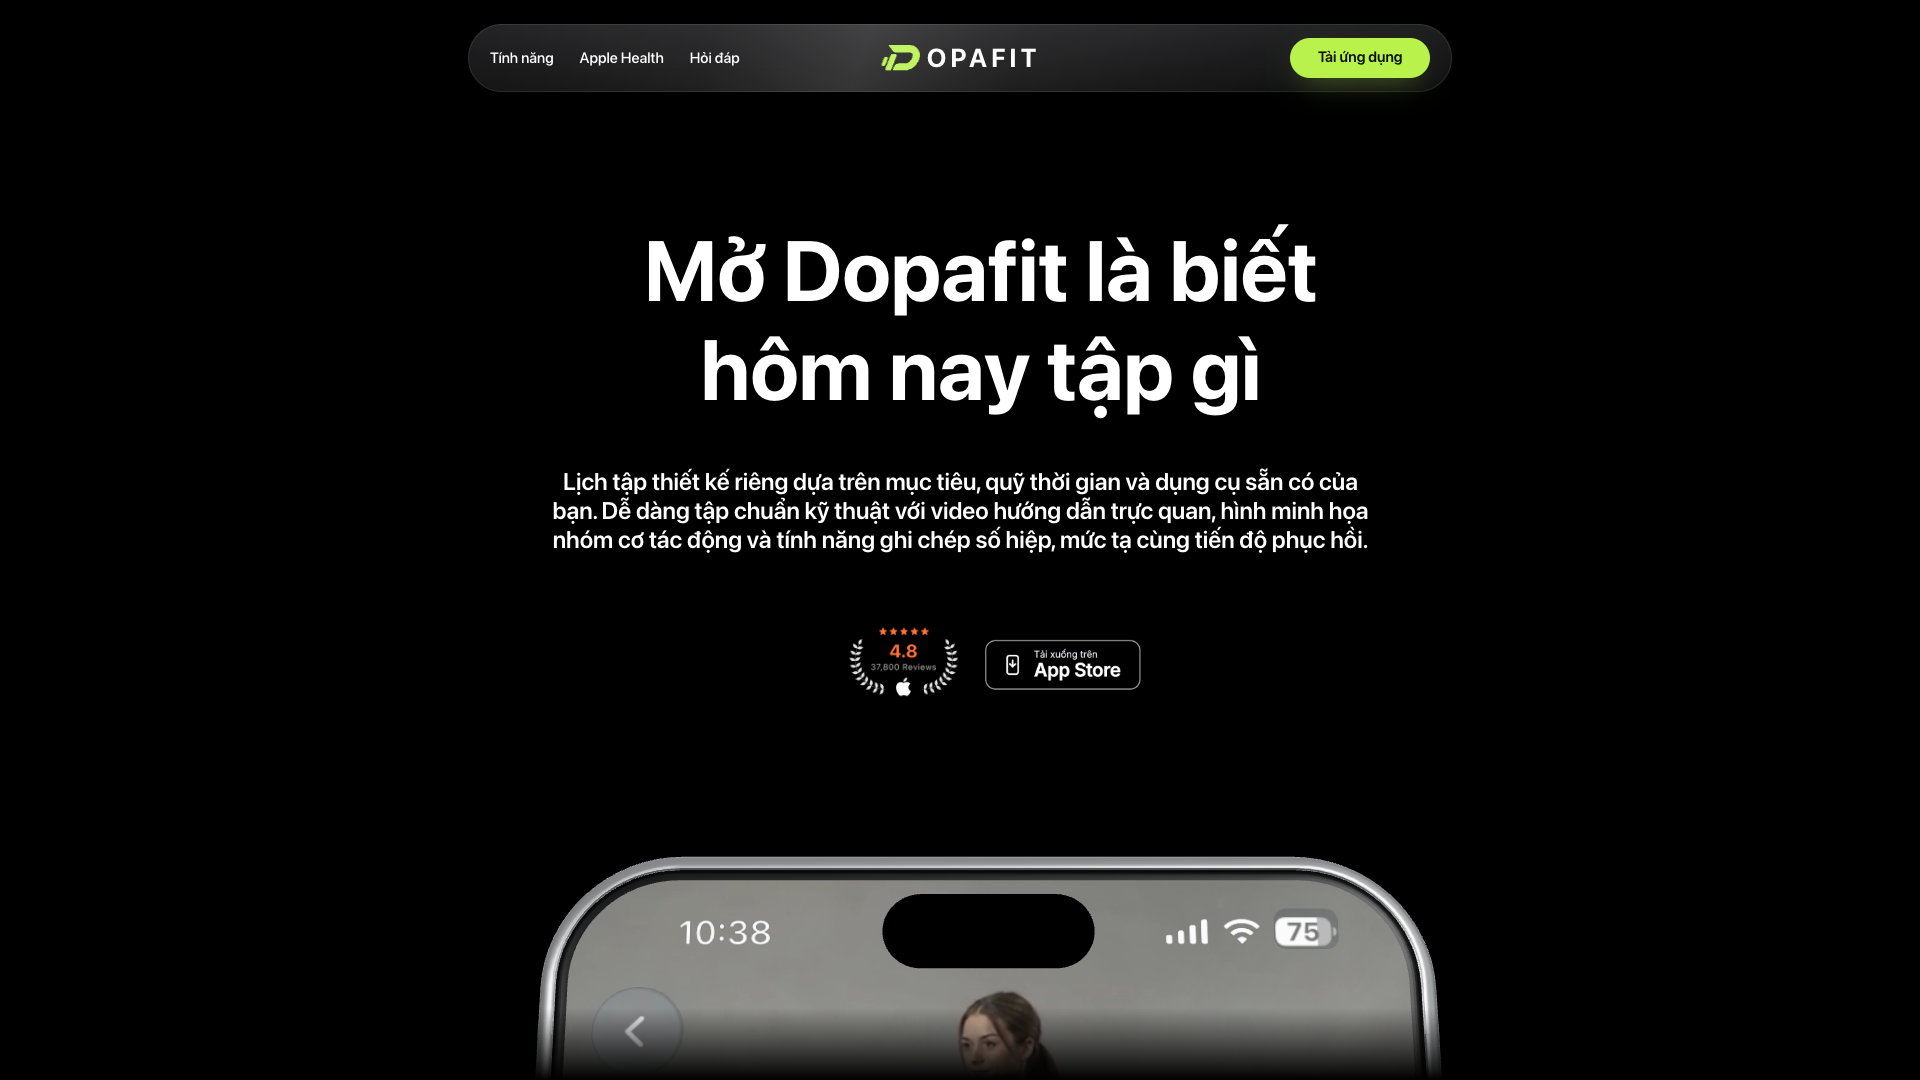 Tính năng
Apple Health
Hỏi đáp
OPAFIT
Tải ứng dụng
Mở Dopafit là biết
hôm nay tập gì
Lịch tập thiết kế riêng dựa trên mục tiêu, quỹ thời gian và dụng cụ sẵn có của
bạn. Dễ dàng tập chuẩn kỹ thuật với video hướng dẫn trực quan, hình minh họa
nhóm cơ tác động và tính năng ghi chép số hiệp, mức tạ cùng tiến độ phục hồi.
4.8
37,800 Reviews
Tải xuống trên
App Store
10:38
75